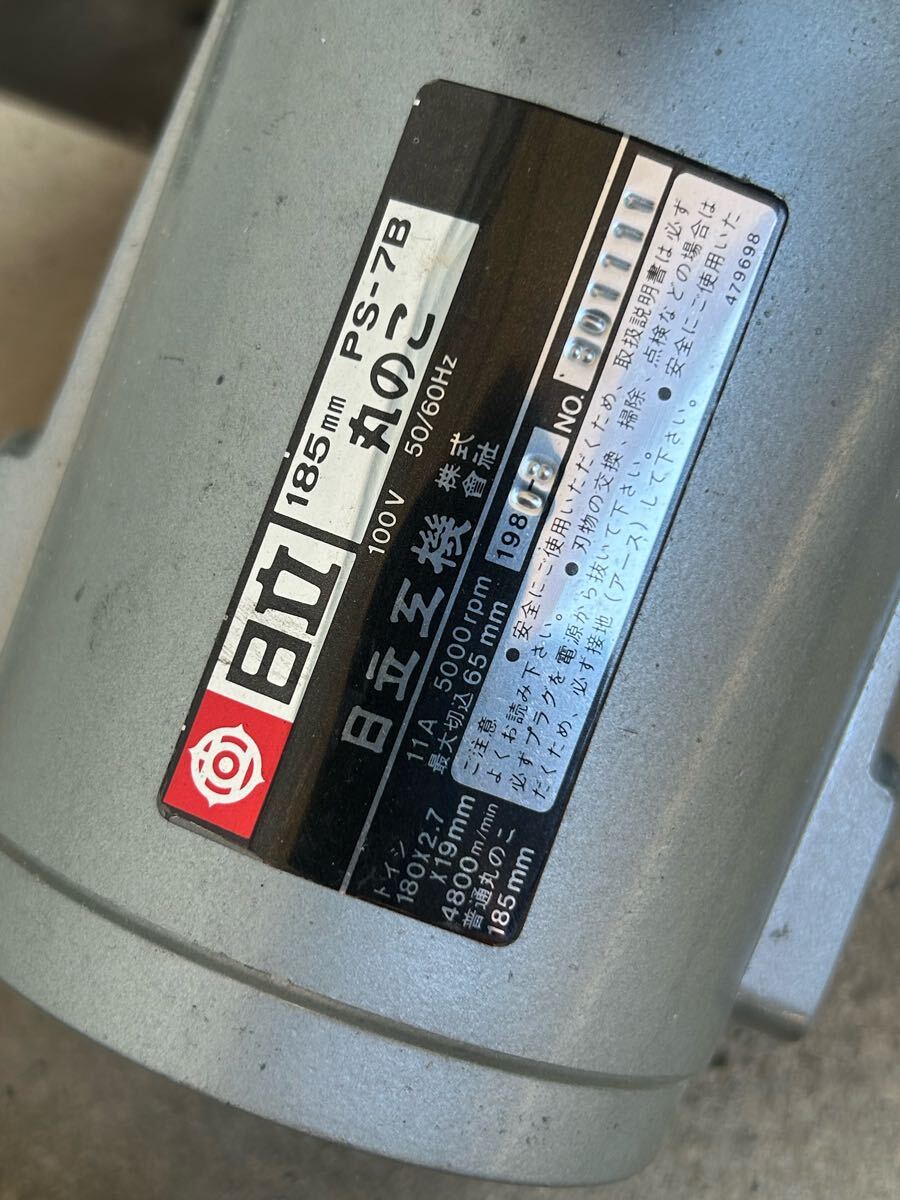 日立
185mm PS-7B
丸のこ
100V 50/60Hz
日立工機 株式
會社
11A 5000rpm
最大切込 65mm
1980-3 NO. 301111
トイシ
180X2.7
X19mm
4800m/min
普通丸のこ
185mm
ご注意 ●安全にご使用いただくため、取扱説明書は必ず
よくお読み下さい。 ●刃物の交換、掃除、点検などの場合は
必ずプラグを電源から抜いて下さい。 ●安全にご使用いた
だくため、必ず接地(アース)して下さい。
479698